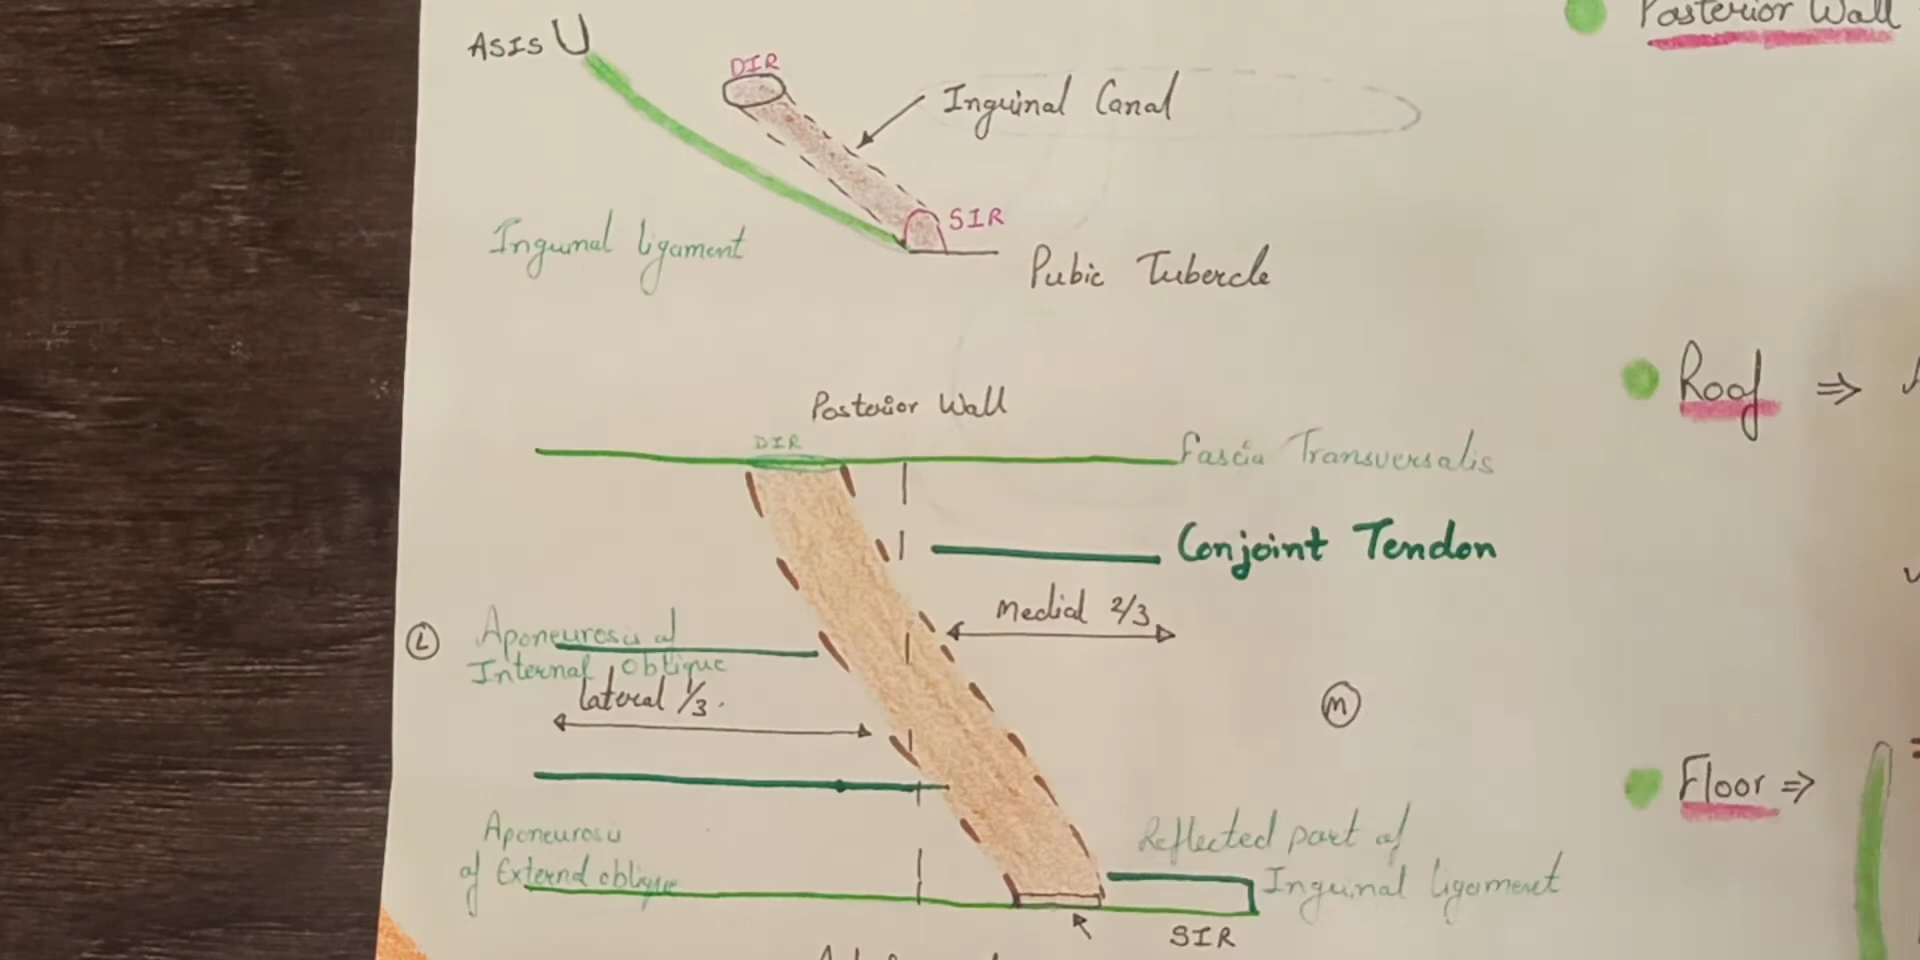 ASIS
DIR
Inguinal Canal
SIR
Inguinal ligament
Pubic Tubercle
Posterior Wall
Posterior Wall
DIR
Fascia Transversalis
Conjoint Tendon
Medial 2/3
Aponeurosis of
Internal Oblique
L
lateral 1/3.
M
Aponeurosis
of External oblique
Reflected part of
Inguinal ligament
SIR
Roof ⇒
Floor ⇒